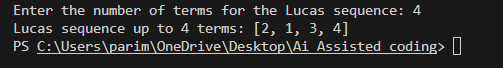 Enter the number of terms for the Lucas sequence: 4
Lucas sequence up to 4 terms: [2, 1, 3, 4]
PS C:\Users\parim\OneDrive\Desktop\Ai Assisted coding>